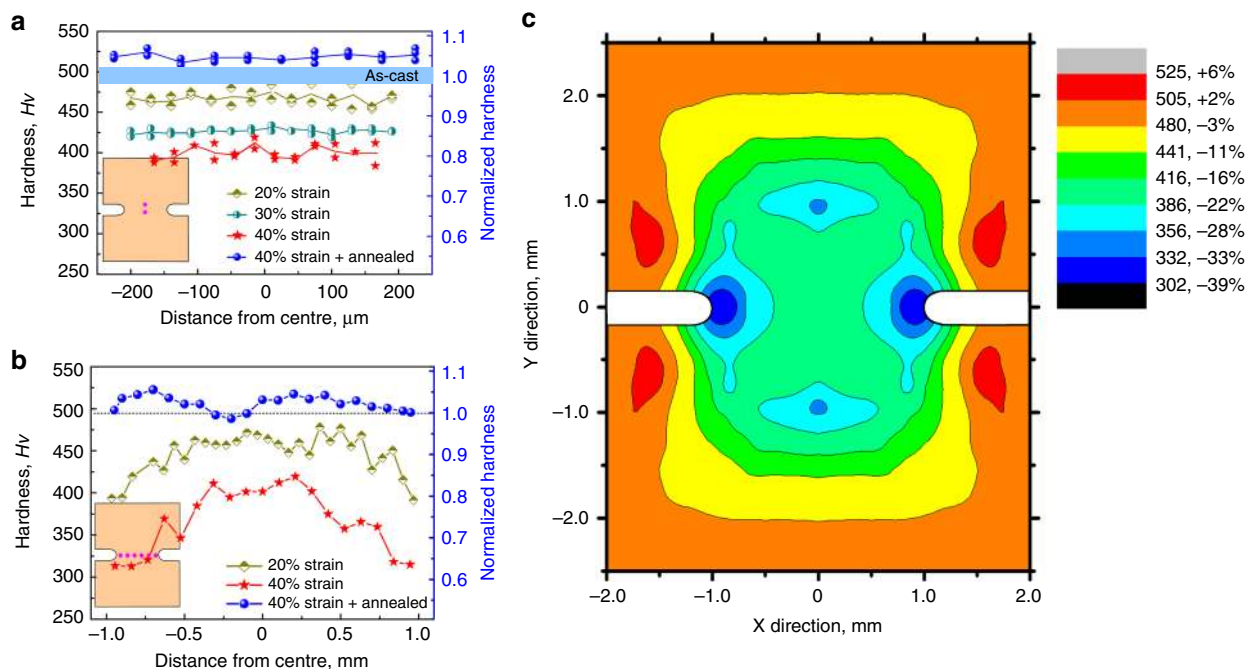 a
550
500
450
400
350
300
250
Hardness, Hv
As-cast
20% strain
30% strain
40% strain
40% strain + annealed
1.1
1.0
0.9
0.8
0.7
0.6
Normalized hardness
−200
−100
0
100
200
Distance from centre, μm
b
550
500
450
400
350
300
250
Hardness, Hv
20% strain
40% strain
40% strain + annealed
1.1
1.0
0.9
0.8
0.7
0.6
Normalized hardness
−1.0
−0.5
0
0.5
1.0
Distance from centre, mm
c
2.0
1.0
0
−1.0
−2.0
Y direction, mm
−2.0
−1.0
0
1.0
2.0
X direction, mm
525, +6%
505, +2%
480, −3%
441, −11%
416, −16%
386, −22%
356, −28%
332, −33%
302, −39%